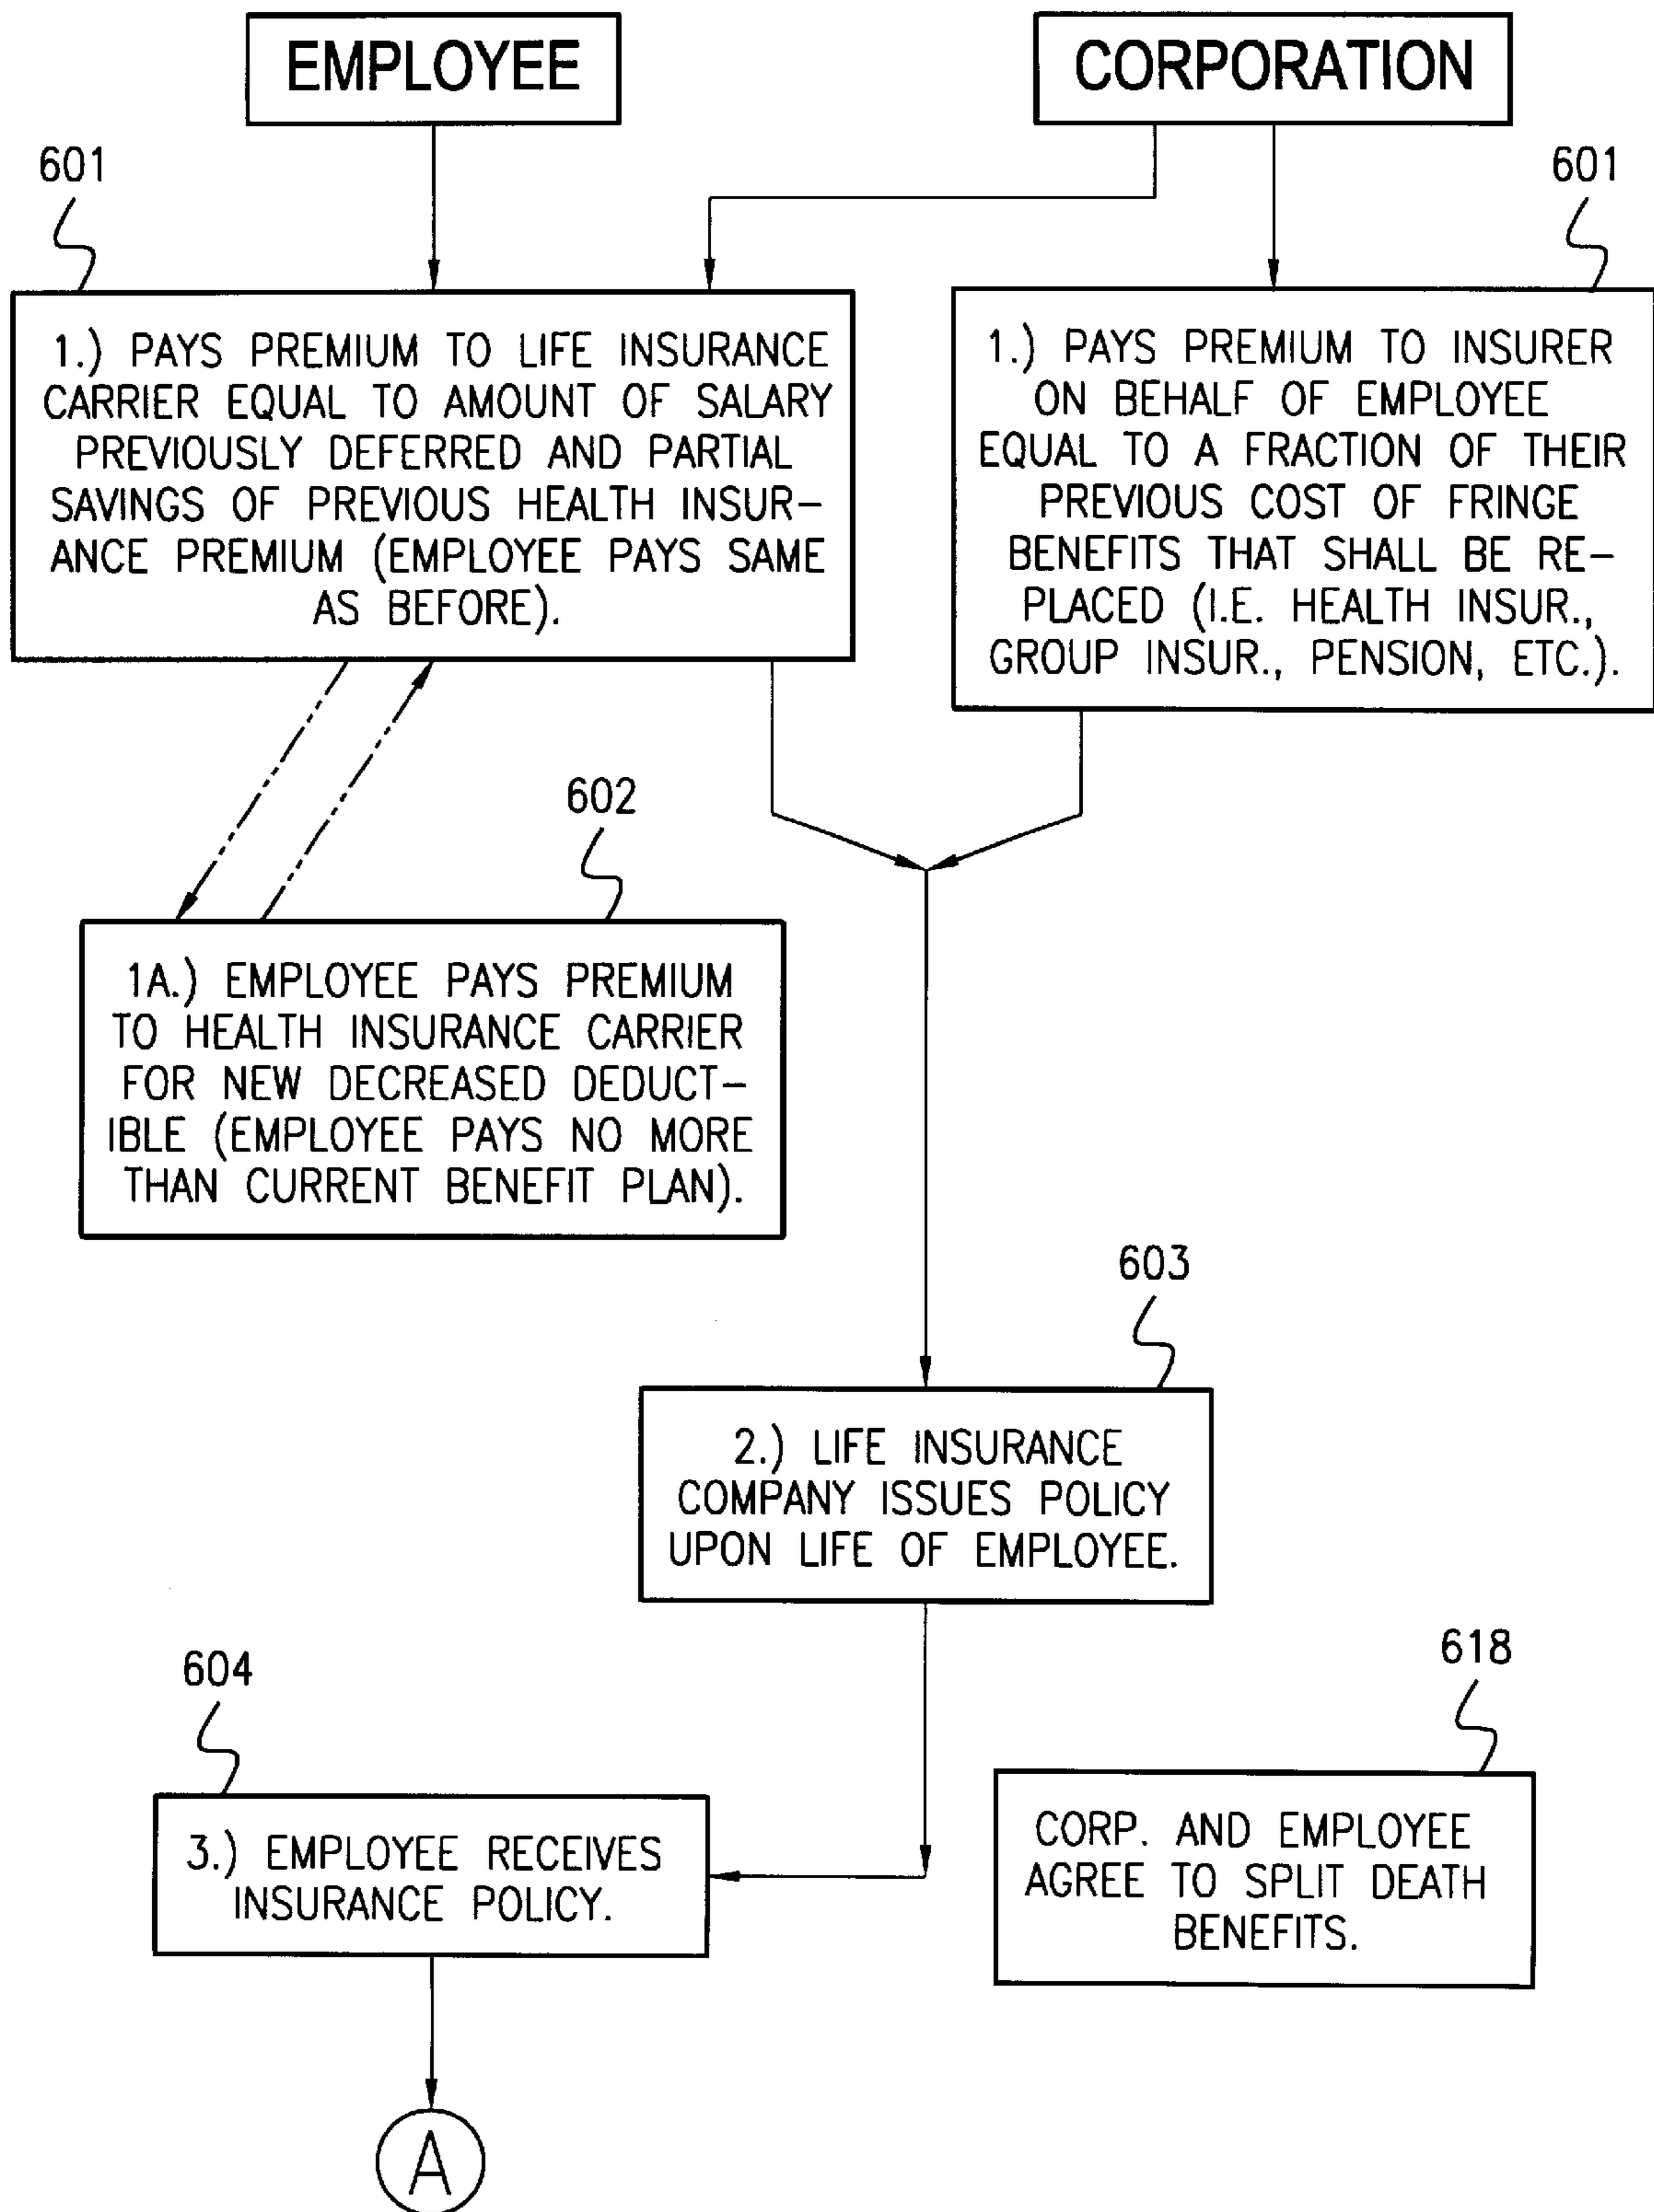 EMPLOYEE
CORPORATION
601
601
1.) PAYS PREMIUM TO LIFE INSURANCE
CARRIER EQUAL TO AMOUNT OF SALARY
PREVIOUSLY DEFERRED AND PARTIAL
SAVINGS OF PREVIOUS HEALTH INSUR-
ANCE PREMIUM (EMPLOYEE PAYS SAME
AS BEFORE).
1.) PAYS PREMIUM TO INSURER
ON BEHALF OF EMPLOYEE
EQUAL TO A FRACTION OF THEIR
PREVIOUS COST OF FRINGE
BENEFITS THAT SHALL BE RE-
PLACED (I.E. HEALTH INSUR.,
GROUP INSUR., PENSION, ETC.).
602
1A.) EMPLOYEE PAYS PREMIUM
TO HEALTH INSURANCE CARRIER
FOR NEW DECREASED DEDUCT-
IBLE (EMPLOYEE PAYS NO MORE
THAN CURRENT BENEFIT PLAN).
603
2.) LIFE INSURANCE
COMPANY ISSUES POLICY
UPON LIFE OF EMPLOYEE.
604
3.) EMPLOYEE RECEIVES
INSURANCE POLICY.
618
CORP. AND EMPLOYEE
AGREE TO SPLIT DEATH
BENEFITS.
A